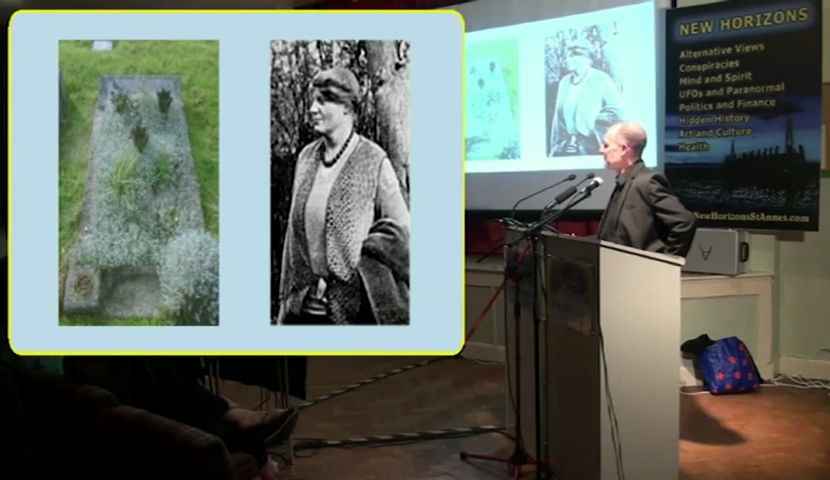 NEW HORIZONS
Alternative Views
Conspiracies
Mind and Spirit
UFOs and Paranormal
Politics and Finance
Hidden History
Art and Culture
Health
NewHorizonsStAnnes.com